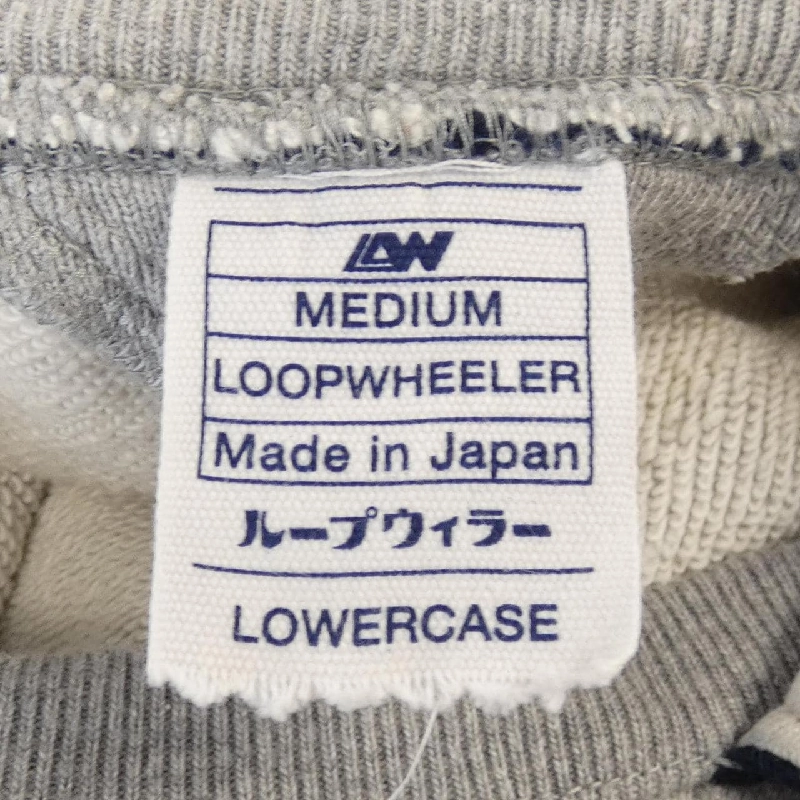 LW
MEDIUM
LOOPWHEELER
Made in Japan
ループウィラー
LOWERCASE